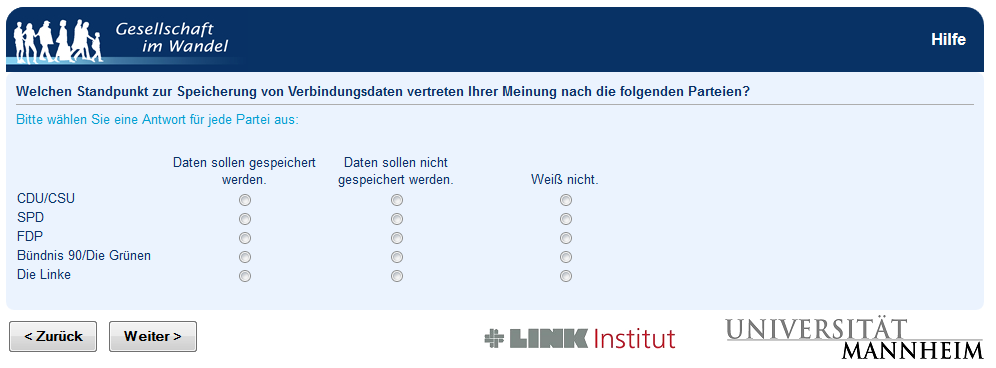 Gesellschaft
im Wandel
Hilfe
Welchen Standpunkt zur Speicherung von Verbindungsdaten vertreten Ihrer Meinung nach die folgenden Parteien?
Bitte wählen Sie eine Antwort für jede Partei aus:
Daten sollen gespeichert werden.
Daten sollen nicht gespeichert werden.
Weiß nicht.
CDU/CSU
SPD
FDP
Bündnis 90/Die Grünen
Die Linke
< Zurück
Weiter >
LINK Institut
UNIVERSITÄT
MANNHEIM